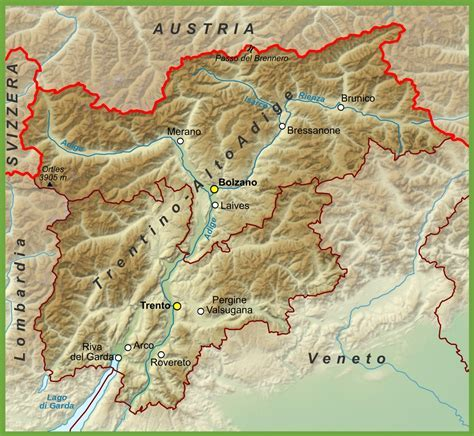 AUSTRIA
SVIZZERA
Passo del Brennero
Isarco
Rienza
Brunico
Adige
Merano
Bressanone
Ortles
3905 m
Trentino-Alto Adige
Bolzano
Laives
Adige
Lombardia
Trento
Pergine
Valsugana
Riva
del Garda
Arco
Rovereto
Veneto
Lago
di Garda